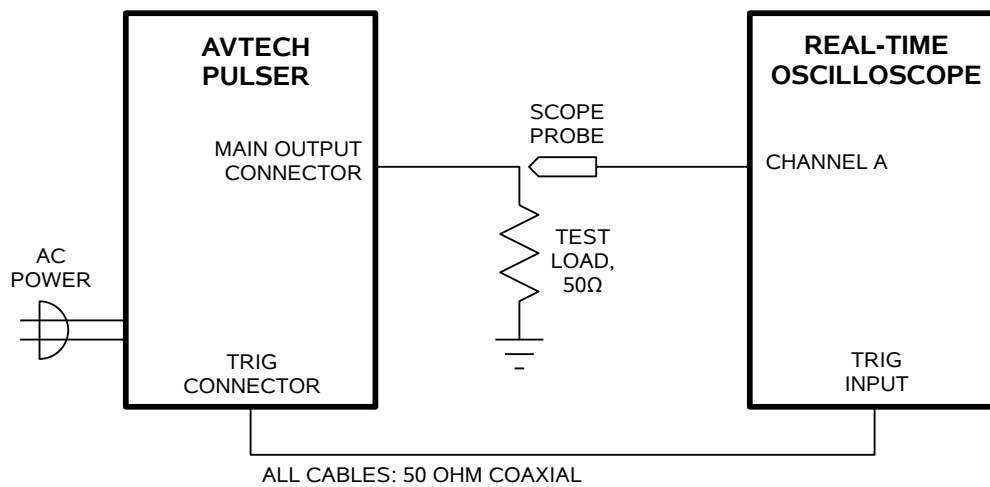 AVTECH
PULSER
REAL-TIME
OSCILLOSCOPE
SCOPE
PROBE
MAIN OUTPUT
CONNECTOR
CHANNEL A
TEST
LOAD,
50Ω
AC
POWER
TRIG
CONNECTOR
TRIG
INPUT
ALL CABLES: 50 OHM COAXIAL